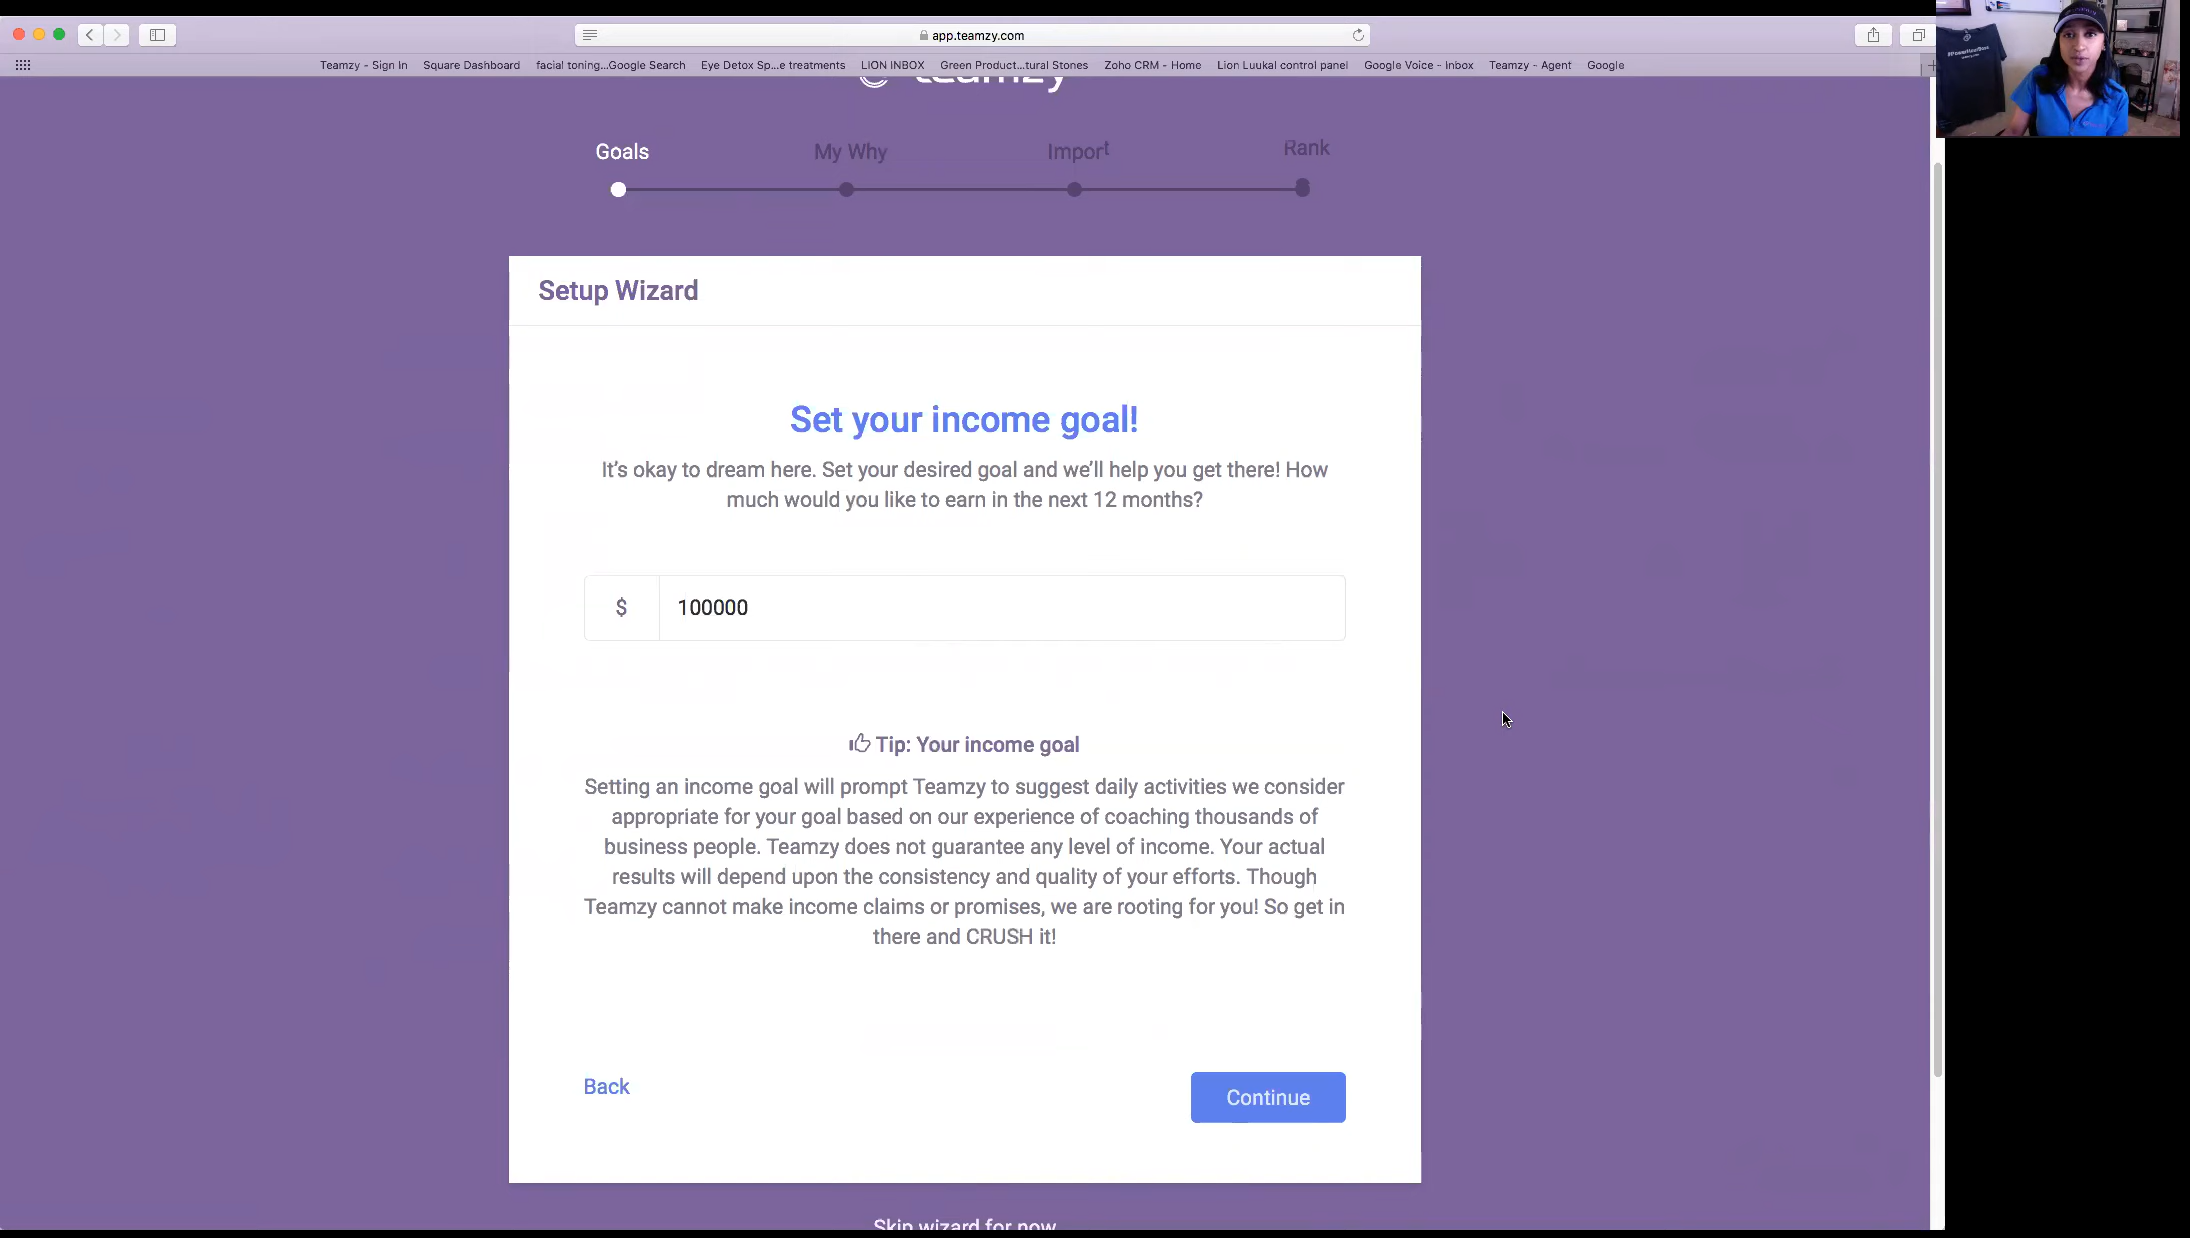 app.teamzy.com
Teamzy - Sign In Square Dashboard facial toning...Google Search Eye Detox Sp...e treatments LION INBOX Green Product...tural Stones Zoho CRM - Home Lion Luukal control panel Google Voice - Inbox Teamzy - Agent Google
teamzy
Goals My Why Import Rank
Setup Wizard
Set your income goal!
It's okay to dream here. Set your desired goal and we'll help you get there! How
much would you like to earn in the next 12 months?
$ 100000
Tip: Your income goal
Setting an income goal will prompt Teamzy to suggest daily activities we consider
appropriate for your goal based on our experience of coaching thousands of
business people. Teamzy does not guarantee any level of income. Your actual
results will depend upon the consistency and quality of your efforts. Though
Teamzy cannot make income claims or promises, we are rooting for you! So get in
there and CRUSH it!
Back Continue
Skip wizard for now